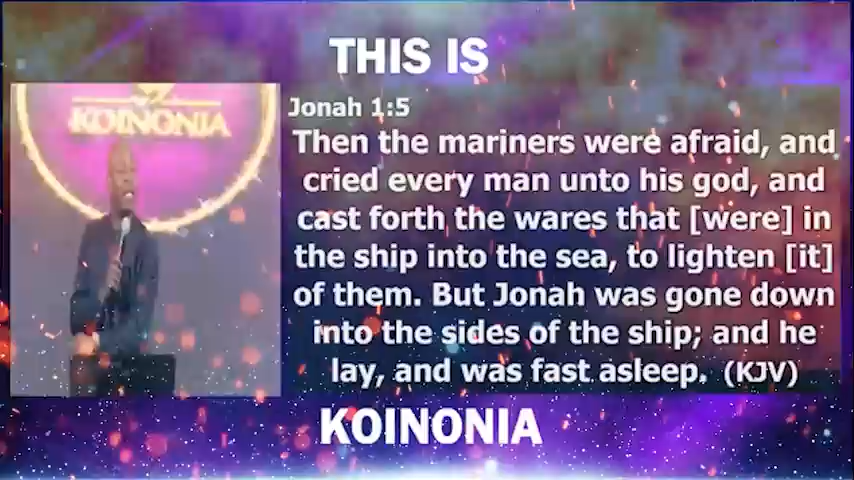 THIS IS
KOINONIA
Jonah 1:5
Then the mariners were afraid, and
cried every man unto his god, and
cast forth the wares that [were] in
the ship into the sea, to lighten [it]
of them. But Jonah was gone down
into the sides of the ship; and he
lay, and was fast asleep. (KJV)
KOINONIA